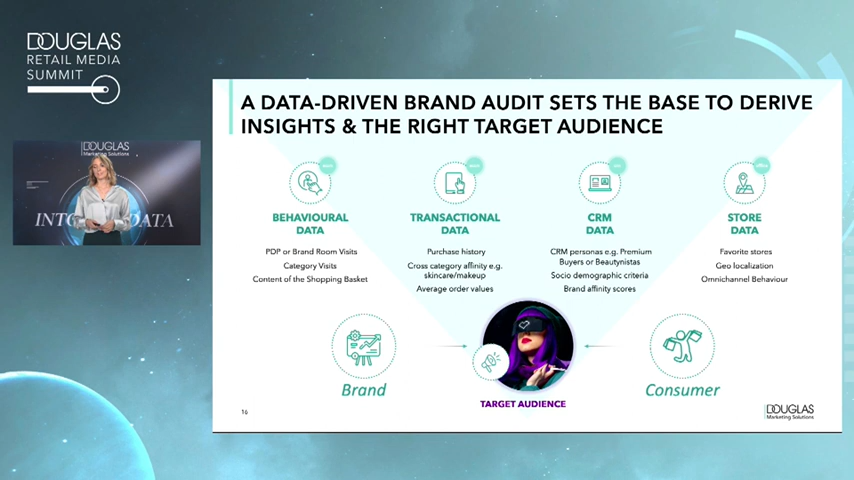 DOUGLAS
RETAIL MEDIA
SUMMIT
DOUGLAS
Marketing Solutions
INTO DATA
A DATA-DRIVEN BRAND AUDIT SETS THE BASE TO DERIVE
INSIGHTS & THE RIGHT TARGET AUDIENCE
BEHAVIOURAL
DATA
PDP or Brand Room Visits
Category Visits
Content of the Shopping Basket
TRANSACTIONAL
DATA
Purchase history
Cross category affinity e.g.
skincare/makeup
Average order values
CRM
DATA
CRM personas e.g. Premium
Buyers or Beautynistas
Socio demographic criteria
Brand affinity scores
offline
STORE
DATA
Favorite stores
Geo localization
Omnichannel Behaviour
Brand
TARGET AUDIENCE
Consumer
16
DOUGLAS
Marketing Solutions